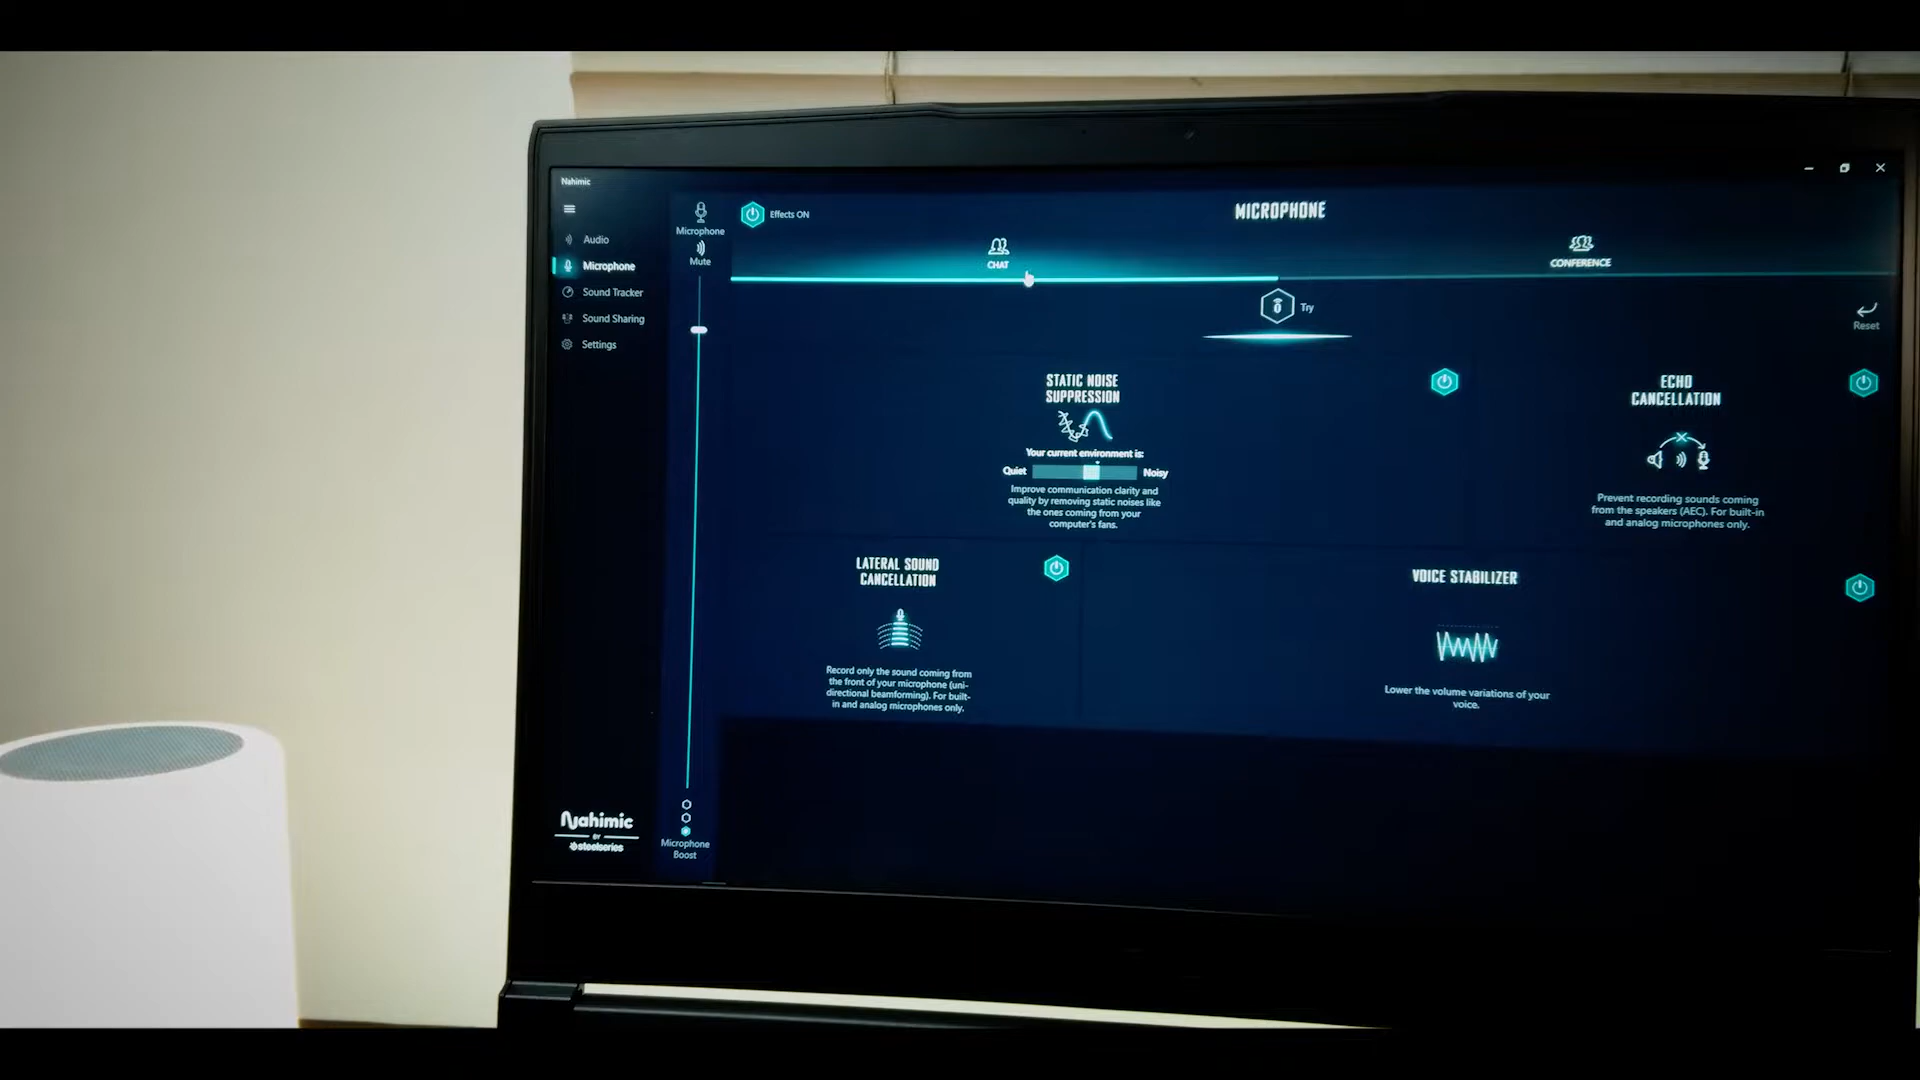 Nahimic
Audio
Microphone
Sound Tracker
Sound Sharing
Settings
Nahimic
BY
steelseries
Microphone
Mute
Microphone
Boost
Effects ON
MICROPHONE
CHAT
CONFERENCE
Try
Reset
STATIC NOISE
SUPPRESSION
Your current environment is:
Quiet
Noisy
Improve communication clarity and
quality by removing static noises like
the ones coming from your
computer's fans.
ECHO
CANCELLATION
Prevent recording sounds coming
from the speakers (AEC). For built-in
and analog microphones only.
LATERAL SOUND
CANCELLATION
Record only the sound coming from
the front of your microphone (uni-
directional beamforming). For built-
in and analog microphones only.
VOICE STABILIZER
Lower the volume variations of your
voice.